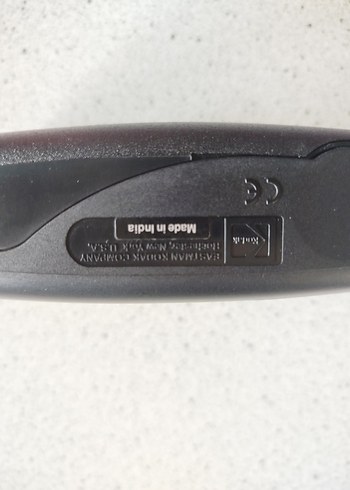 Kodak
EASTMAN KODAK COMPANY
Rochester, New York U.S.A.
Made in India
CE